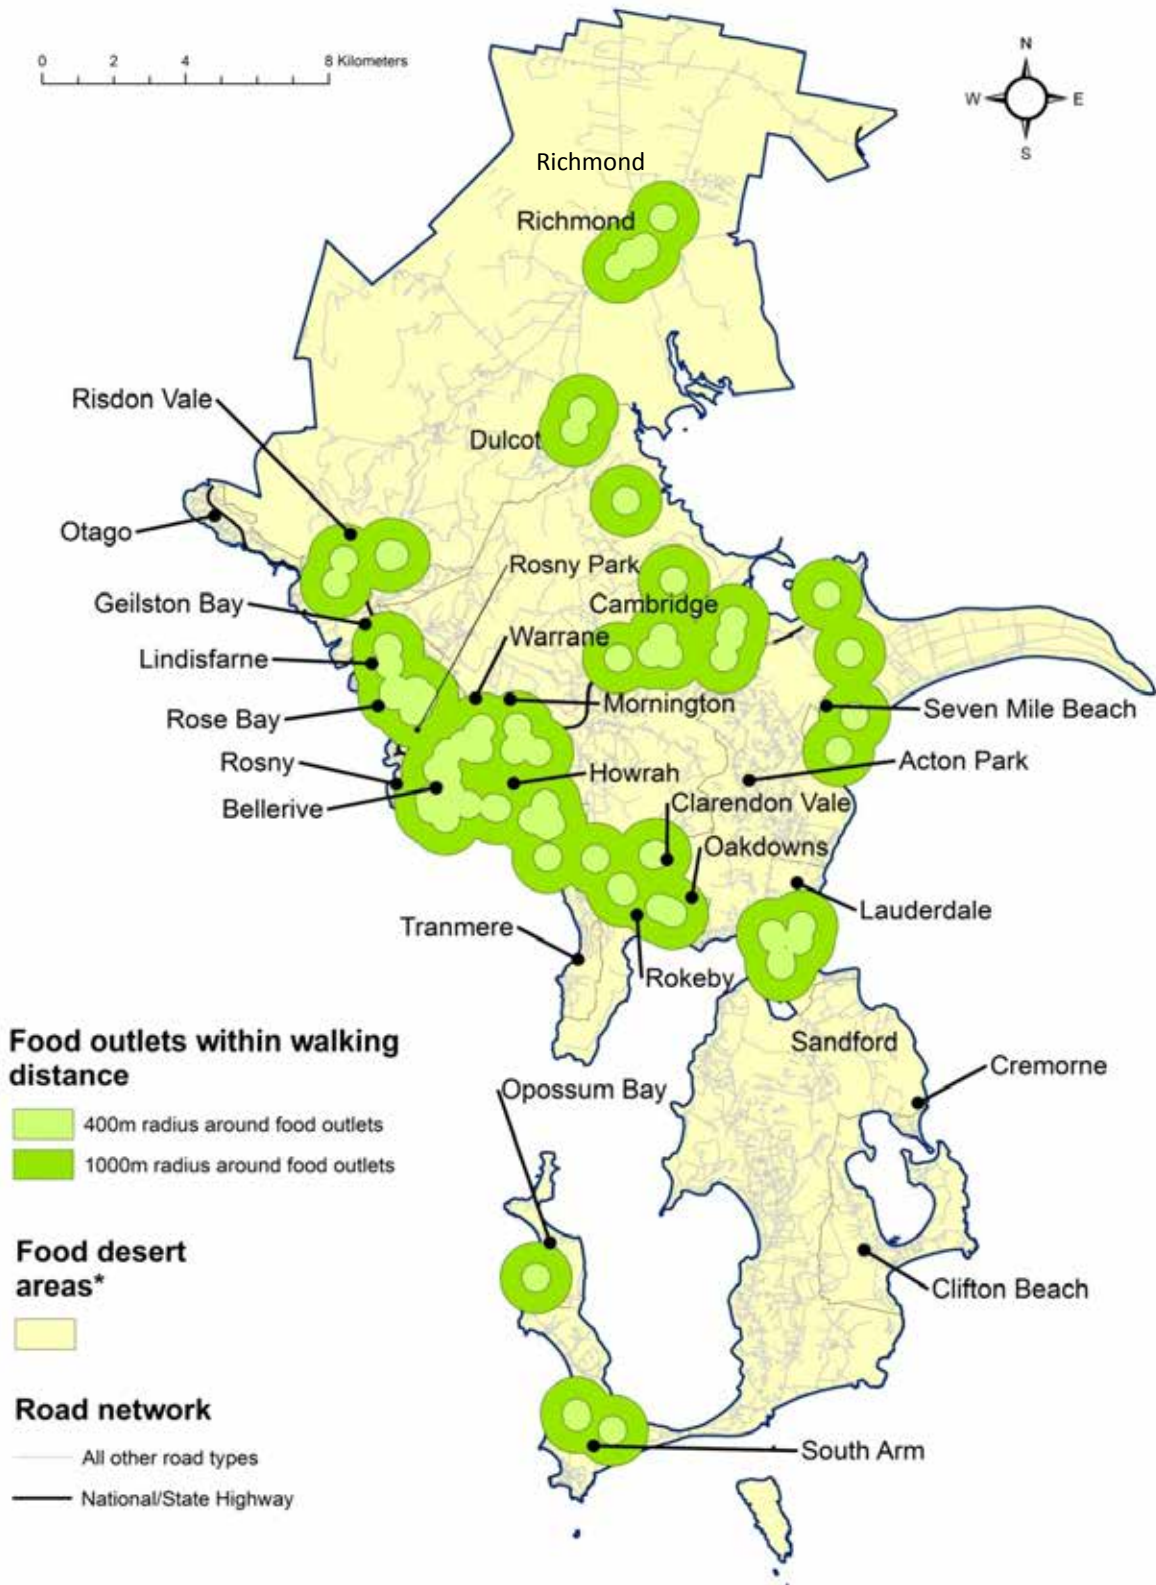 0 2 4 8 Kilometers
N
W E
S
Richmond
Richmond
Risdon Vale
Dulcot
Otago
Rosny Park
Geilston Bay
Cambridge
Warrane
Lindisfarne
Mornington
Rose Bay
Seven Mile Beach
Rosny
Acton Park
Howrah
Bellerive
Clarendon Vale
Oakdowns
Lauderdale
Tranmere
Rokeby
Food outlets within walking
distance
400m radius around food outlets
1000m radius around food outlets
Sandford
Cremorne
Opossum Bay
Food desert
areas*
Clifton Beach
Road network
All other road types
National/State Highway
South Arm